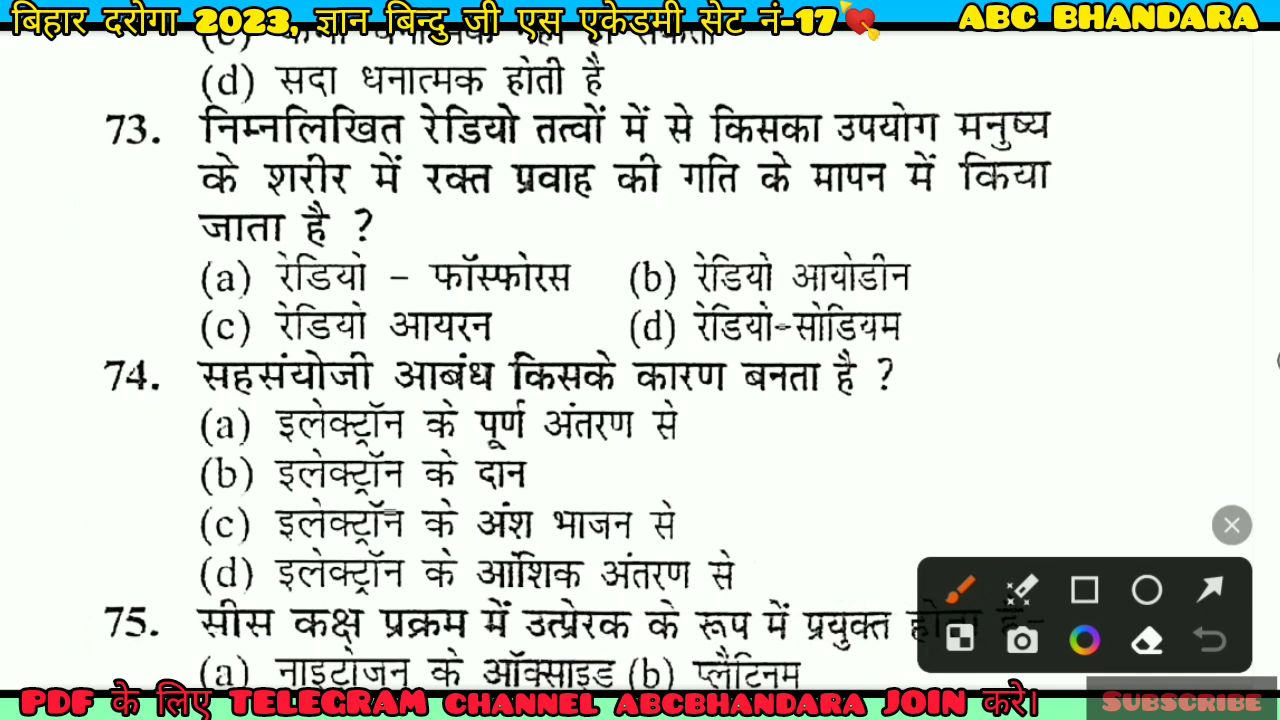 बिहार दरोगा 2023, ज्ञान बिन्दु जी एस एकेडमी सेट नं-17
ABC BHANDARA
(d) सदा धनात्मक होती है
73. निम्नलिखित रेडियो तत्वों में से किसका उपयोग मनुष्य
के शरीर में रक्त प्रवाह की गति के मापन में किया
जाता है ?
(a) रेडियो - फॉस्फोरस (b) रेडियो आयोडीन
(c) रेडियो आयरन (d) रेडियो-सोडियम
74. सहसंयोजी आबंध किसके कारण बनता है ?
(a) इलेक्ट्रॉन के पूर्ण अंतरण से
(b) इलेक्ट्रॉन के दान
(c) इलेक्ट्रॉन के अंश भाजन से
(d) इलेक्ट्रॉन के आंशिक अंतरण से
75. सीस कक्ष प्रक्रम में उत्प्रेरक के रूप में प्रयुक्त होता है-
(a) नाइट्रोजन के ऑक्साइड (b) प्लैटिनम
PDF के लिए TELEGRAM CHANNEL ABCBHANDARA JOIN करे।
SUBSCRIBE